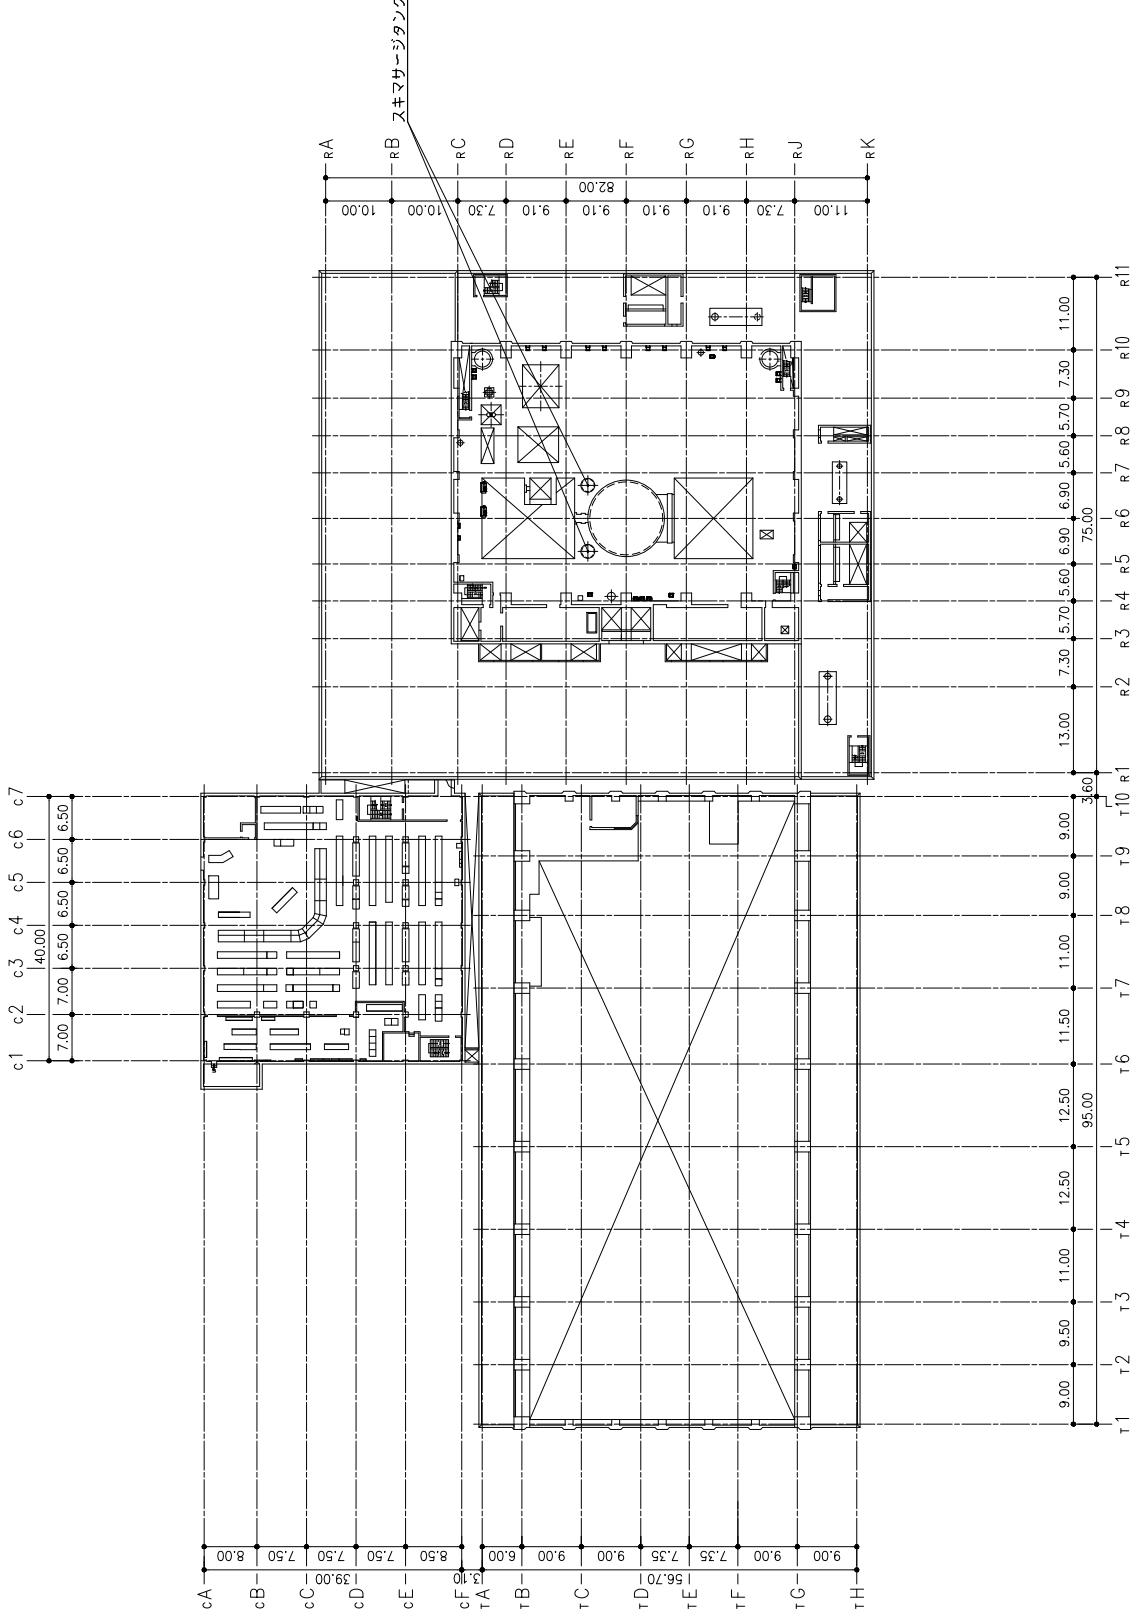 スキマサージタンク
RA
RB
RC
RD
RE
RF
RG
RH
RJ
RK
82.00
10.00
10.00
7.30
9.10
9.10
9.10
9.10
7.30
11.00
R11
R10
R9
R8
R7
R6
R5
R4
R3
R2
R1
11.00
7.30
5.70
5.60
6.90
6.90
5.60
5.70
7.30
13.00
75.00
3.60
T10
T9
T8
T7
T6
T5
T4
T3
T2
T1
9.00
9.00
11.00
11.50
12.50
12.50
11.00
9.50
9.00
95.00
C7
C6
C5
C4
C3
C2
C1
6.50
6.50
6.50
6.50
7.00
7.00
40.00
8.00
7.50
7.50
7.50
8.50
6.00
9.00
9.00
7.35
7.35
9.00
9.00
39.00
3.10
56.70
CA
CB
CC
CD
CE
CF
TA
TB
TC
TD
TE
TF
TG
TH